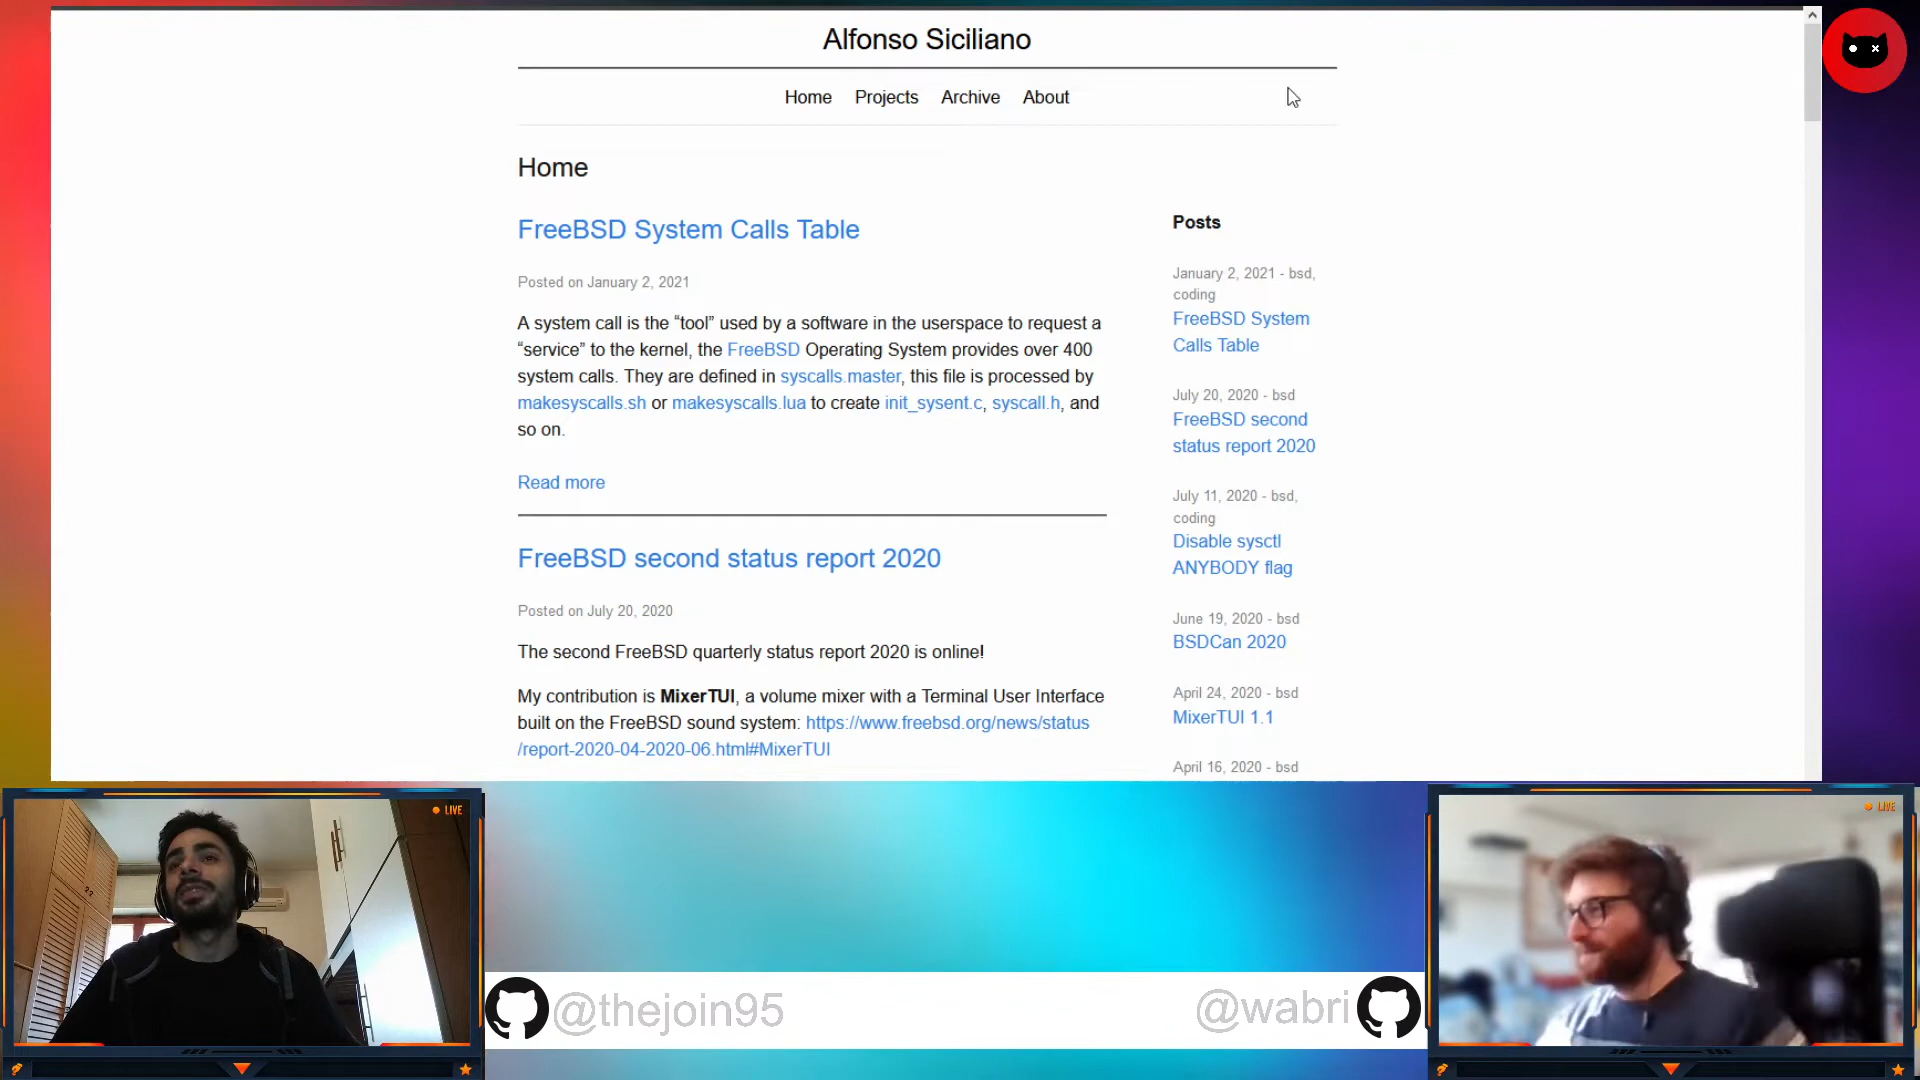 Alfonso Siciliano
Home Projects Archive About
Home
FreeBSD System Calls Table
Posted on January 2, 2021
A system call is the “tool” used by a software in the userspace to request a
“service” to the kernel, the FreeBSD Operating System provides over 400
system calls. They are defined in syscalls.master, this file is processed by
makesyscalls.sh or makesyscalls.lua to create init_sysent.c, syscall.h, and
so on.
Read more
FreeBSD second status report 2020
Posted on July 20, 2020
The second FreeBSD quarterly status report 2020 is online!
My contribution is MixerTUI, a volume mixer with a Terminal User Interface
built on the FreeBSD sound system: https://www.freebsd.org/news/status
/report-2020-04-2020-06.html#MixerTUI
Posts
January 2, 2021 - bsd,
coding
FreeBSD System
Calls Table
July 20, 2020 - bsd
FreeBSD second
status report 2020
July 11, 2020 - bsd,
coding
Disable sysctl
ANYBODY flag
June 19, 2020 - bsd
BSDCan 2020
April 24, 2020 - bsd
MixerTUI 1.1
April 16, 2020 - bsd
LIVE
LIVE
@thejoin95
@wabri